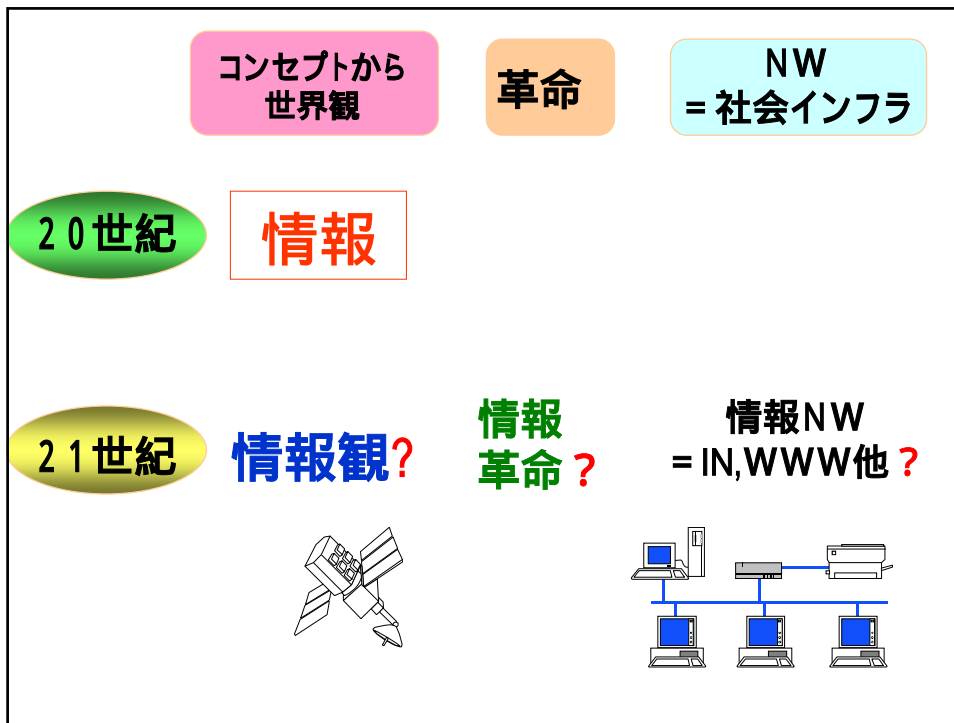 コンセプトから
世界観
革命
ＮＷ
＝社会インフラ
２０世紀
情報
２１世紀
情報観?
情報
革命？
情報ＮＷ
＝IN,WWW他？